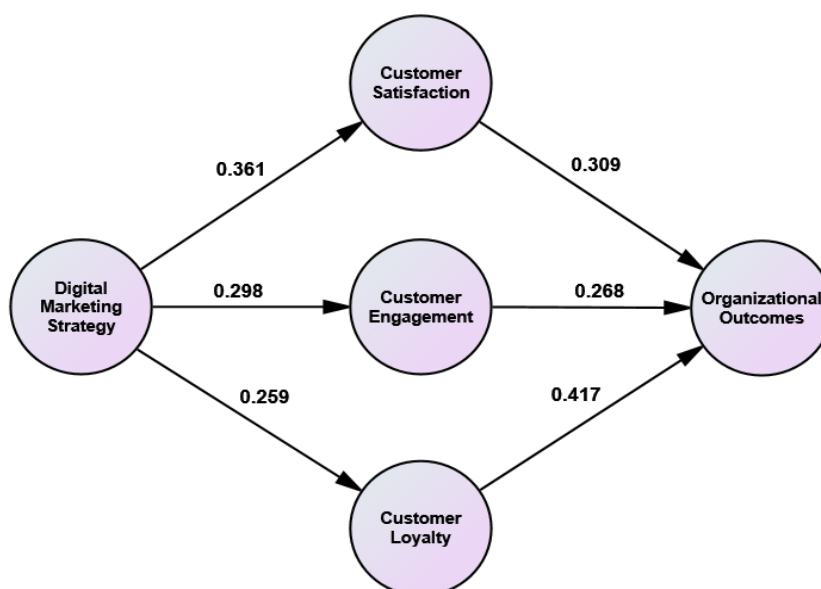 Customer
Satisfaction
0.361
0.309
Digital
Marketing
Strategy
0.298
Customer
Engagement
0.268
Organizational
Outcomes
0.259
0.417
Customer
Loyalty